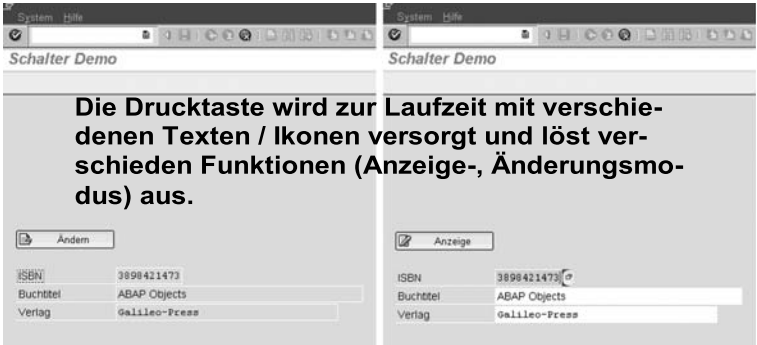 System Hilfe
System Hilfe
Schalter Demo
Schalter Demo
Die Drucktaste wird zur Laufzeit mit verschie-
denen Texten / Ikonen versorgt und löst ver-
schieden Funktionen (Anzeige-, Änderungsmo-
dus) aus.
Ändern
ISBN 3898421473
Buchtitel ABAP Objects
Verlag Galileo-Press
Anzeige
ISBN 3898421473
Buchtitel ABAP Objects
Verlag Galileo-Press